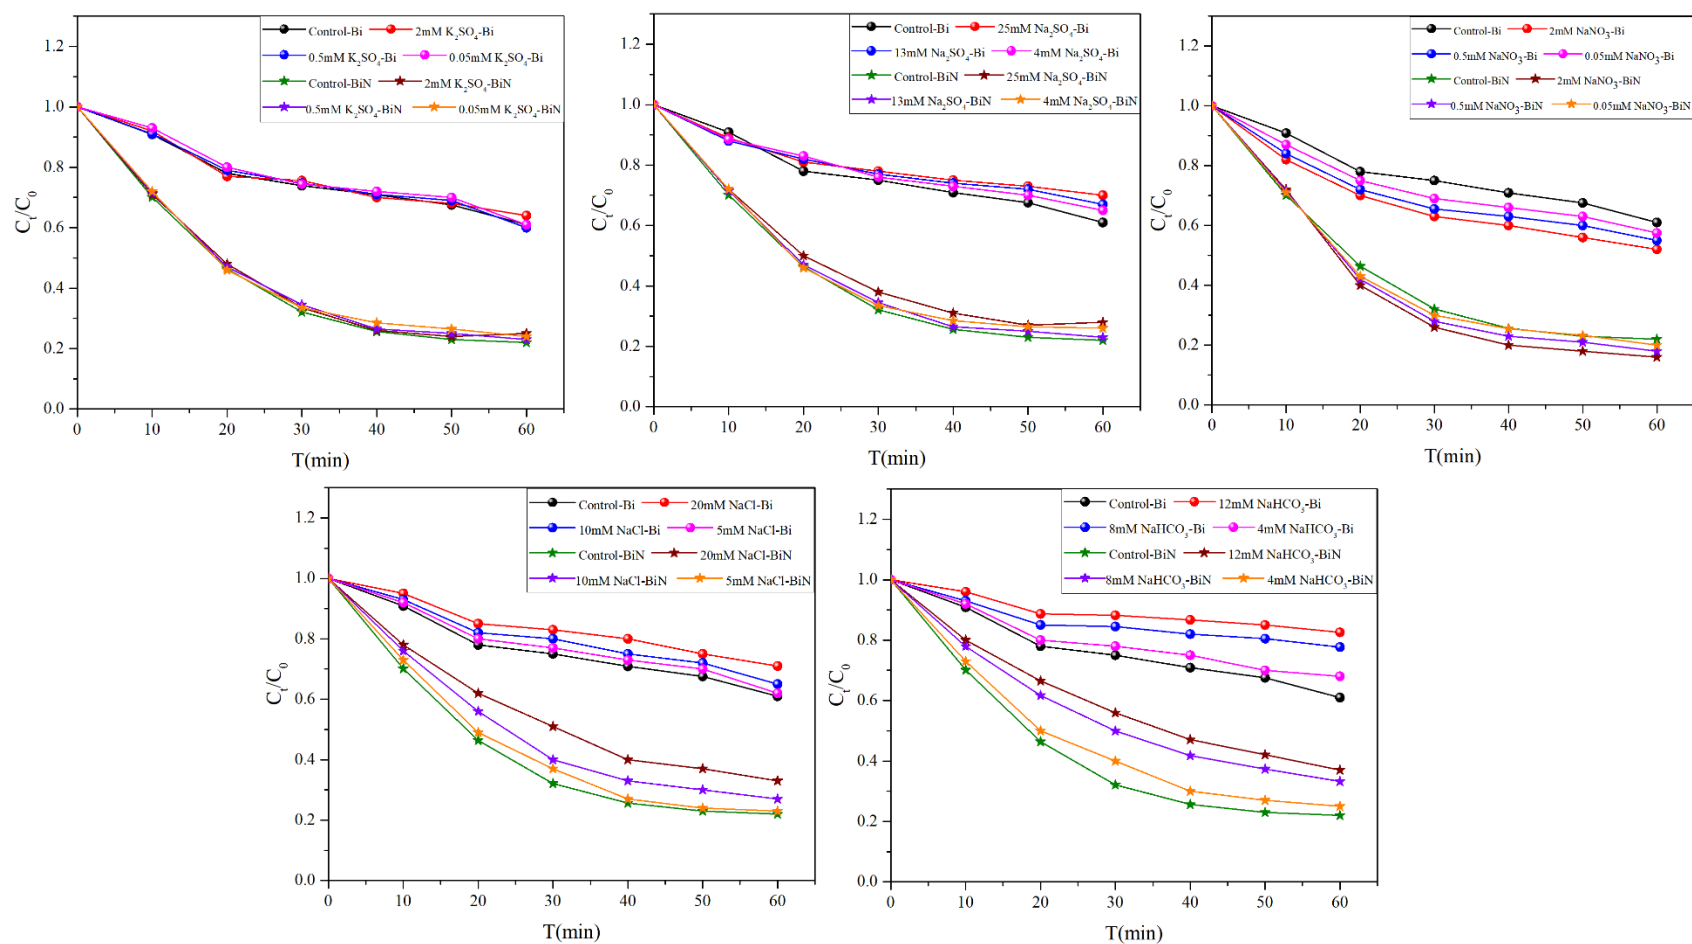 Control-Bi 2mM K₂SO₄-Bi
0.5mM K₂SO₄-Bi 0.05mM K₂SO₄-Bi
Control-BiN 2mM K₂SO₄-BiN
0.5mM K₂SO₄-BiN 0.05mM K₂SO₄-BiN
1.2
1.0
0.8
0.6
0.4
0.2
0.0
Cₜ/C₀
0 10 20 30 40 50 60
T(min)
Control-Bi 25mM Na₂SO₄-Bi
13mM Na₂SO₄-Bi 4mM Na₂SO₄-Bi
Control-BiN 25mM Na₂SO₄-BiN
13mM Na₂SO₄-BiN 4mM Na₂SO₄-BiN
1.2
1.0
0.8
0.6
0.4
0.2
0.0
Cₜ/C₀
0 10 20 30 40 50 60
T(min)
Control-Bi 2mM NaNO₃-Bi
0.5mM NaNO₃-Bi 0.05mM NaNO₃-Bi
Control-BiN 2mM NaNO₃-BiN
0.5mM NaNO₃-BiN 0.05mM NaNO₃-BiN
1.2
1.0
0.8
0.6
0.4
0.2
0.0
Cₜ/C₀
0 10 20 30 40 50 60
T(min)
Control-Bi 20mM NaCl-Bi
10mM NaCl-Bi 5mM NaCl-Bi
Control-BiN 20mM NaCl-BiN
10mM NaCl-BiN 5mM NaCl-BiN
1.2
1.0
0.8
0.6
0.4
0.2
0.0
Cₜ/C₀
0 10 20 30 40 50 60
T(min)
Control-Bi 12mM NaHCO₃-Bi
8mM NaHCO₃-Bi 4mM NaHCO₃-Bi
Control-BiN 12mM NaHCO₃-BiN
8mM NaHCO₃-BiN 4mM NaHCO₃-BiN
1.2
1.0
0.8
0.6
0.4
0.2
0.0
Cₜ/C₀
0 10 20 30 40 50 60
T(min)